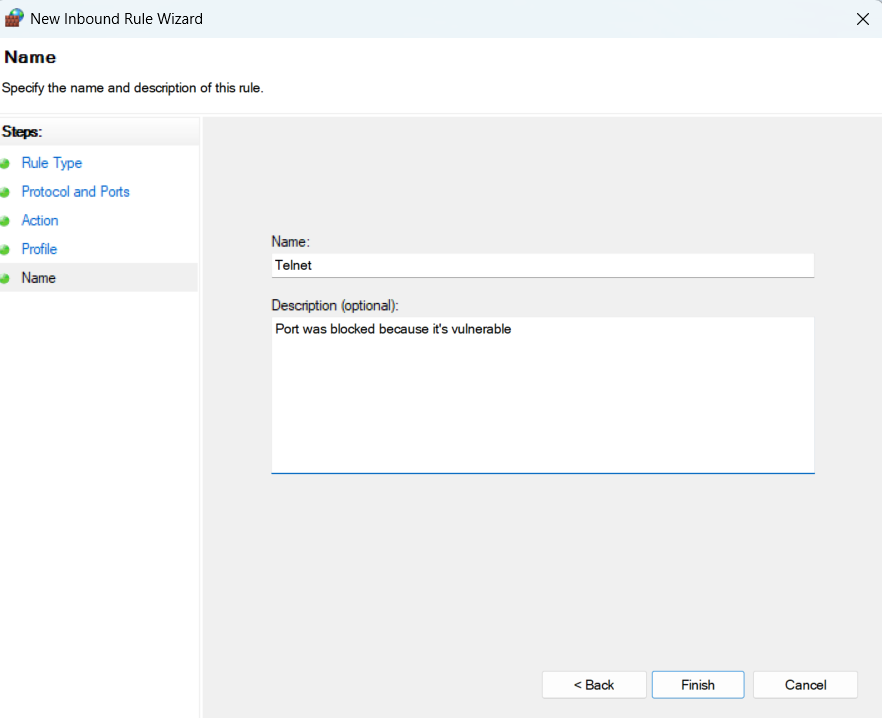 New Inbound Rule Wizard
Name
Specify the name and description of this rule.
Steps:
Rule Type
Protocol and Ports
Action
Profile
Name
Name:
Telnet
Description (optional):
Port was blocked because it's vulnerable
< Back
Finish
Cancel